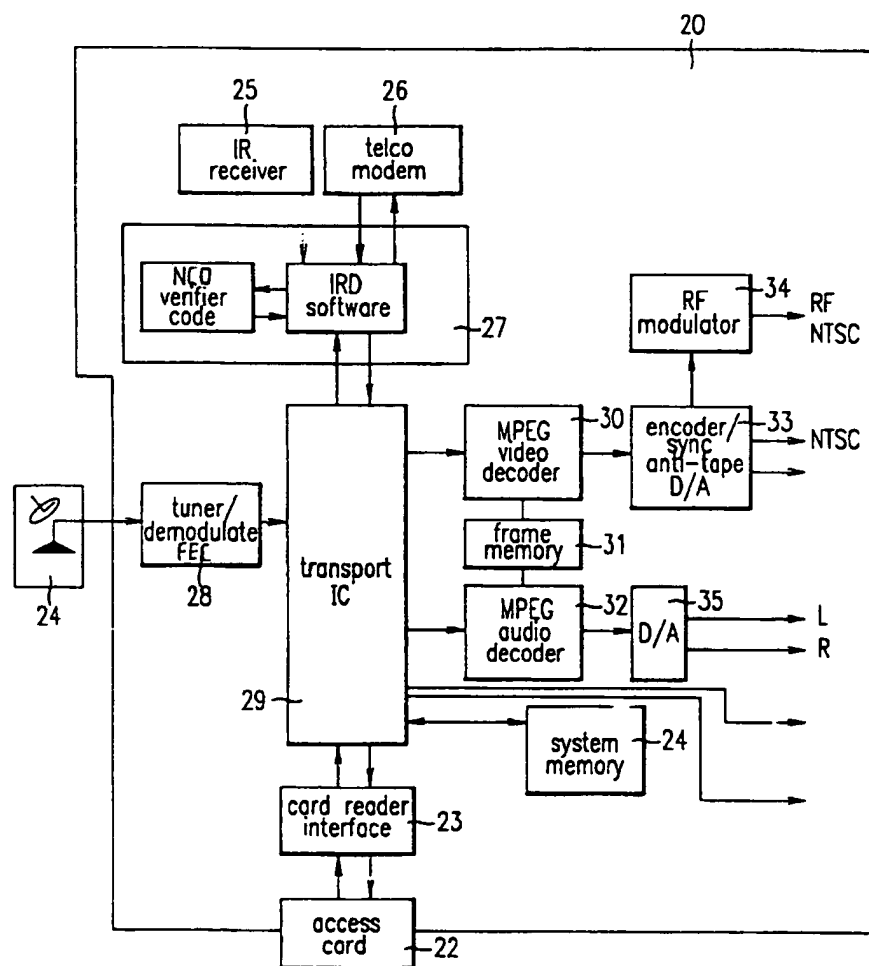 20
25
26
IR
receiver
telco
modem
NCO
verifier
code
IRD
software
27
RF
modulator
34
RF
NTSC
30
MPEG
video
decoder
encoder/
sync
anti-tape
D/A
33
NTSC
frame
memory
31
24
tuner/
demodulate
FEC
28
transport
IC
29
MPEG
audio
decoder
32
35
D/A
L
R
system
memory
24
card reader
interface
23
access
card
22